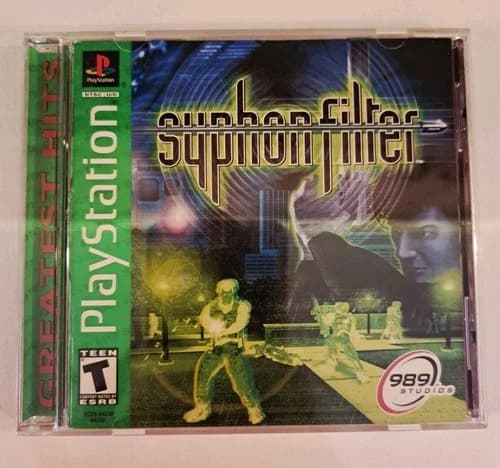 GREATEST HITS
PlayStation
NTSC U/C
PlayStation
syphon filter
TEEN
T
CONTENT RATED BY
ESRB
989
STUDIOS